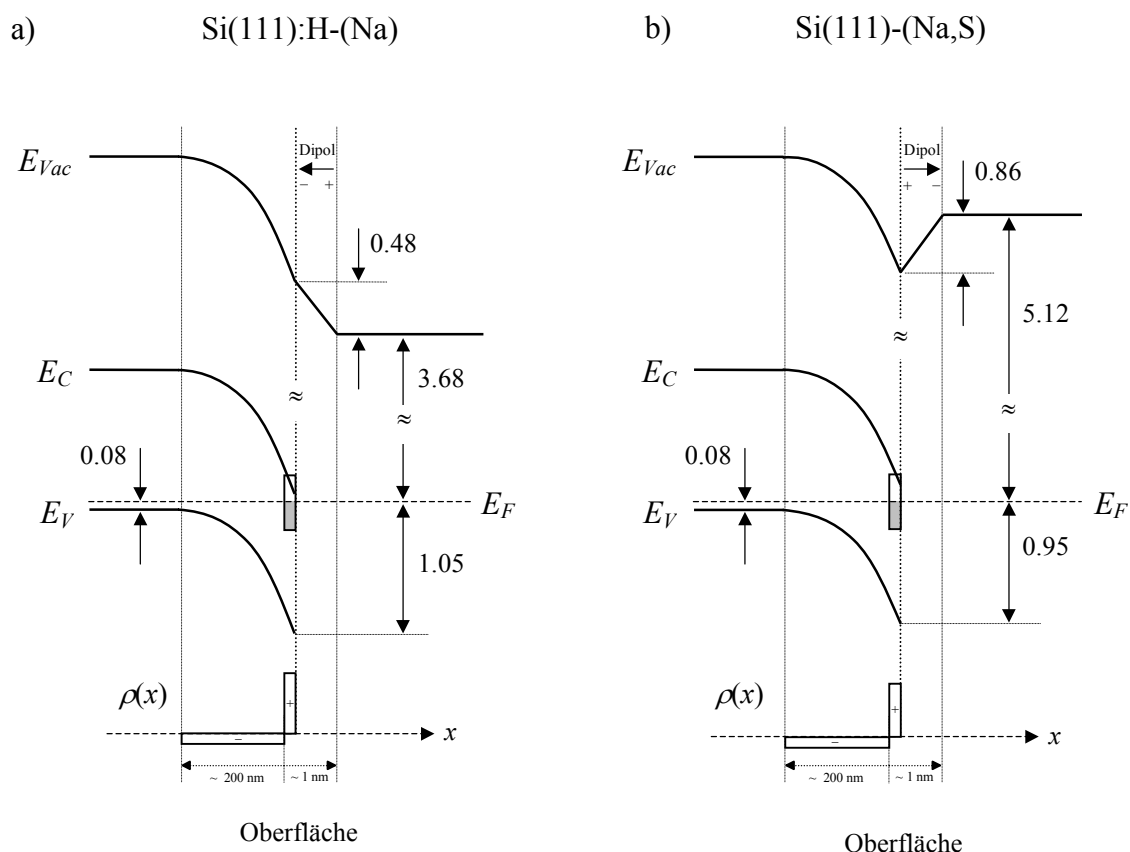 a)
Si(111):H-(Na)
E_Vac
Dipol
− +
0.48
≈
3.68
≈
E_C
0.08
E_V
E_F
1.05
ρ(x)
+
−
x
~ 200 nm
~ 1 nm
Oberfläche
b)
Si(111)-(Na,S)
E_Vac
Dipol
+ −
0.86
5.12
≈
≈
E_C
0.08
E_V
E_F
0.95
ρ(x)
+
−
x
~ 200 nm
~ 1 nm
Oberfläche